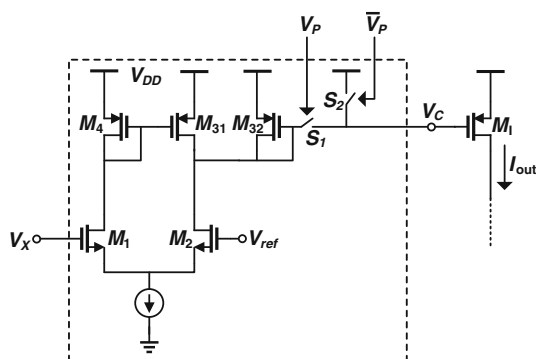 V_P
V̅_P
V_DD
M_4
M_31
M_32
S_1
S_2
V_C
M_I
I_out
V_X
M_1
M_2
V_ref